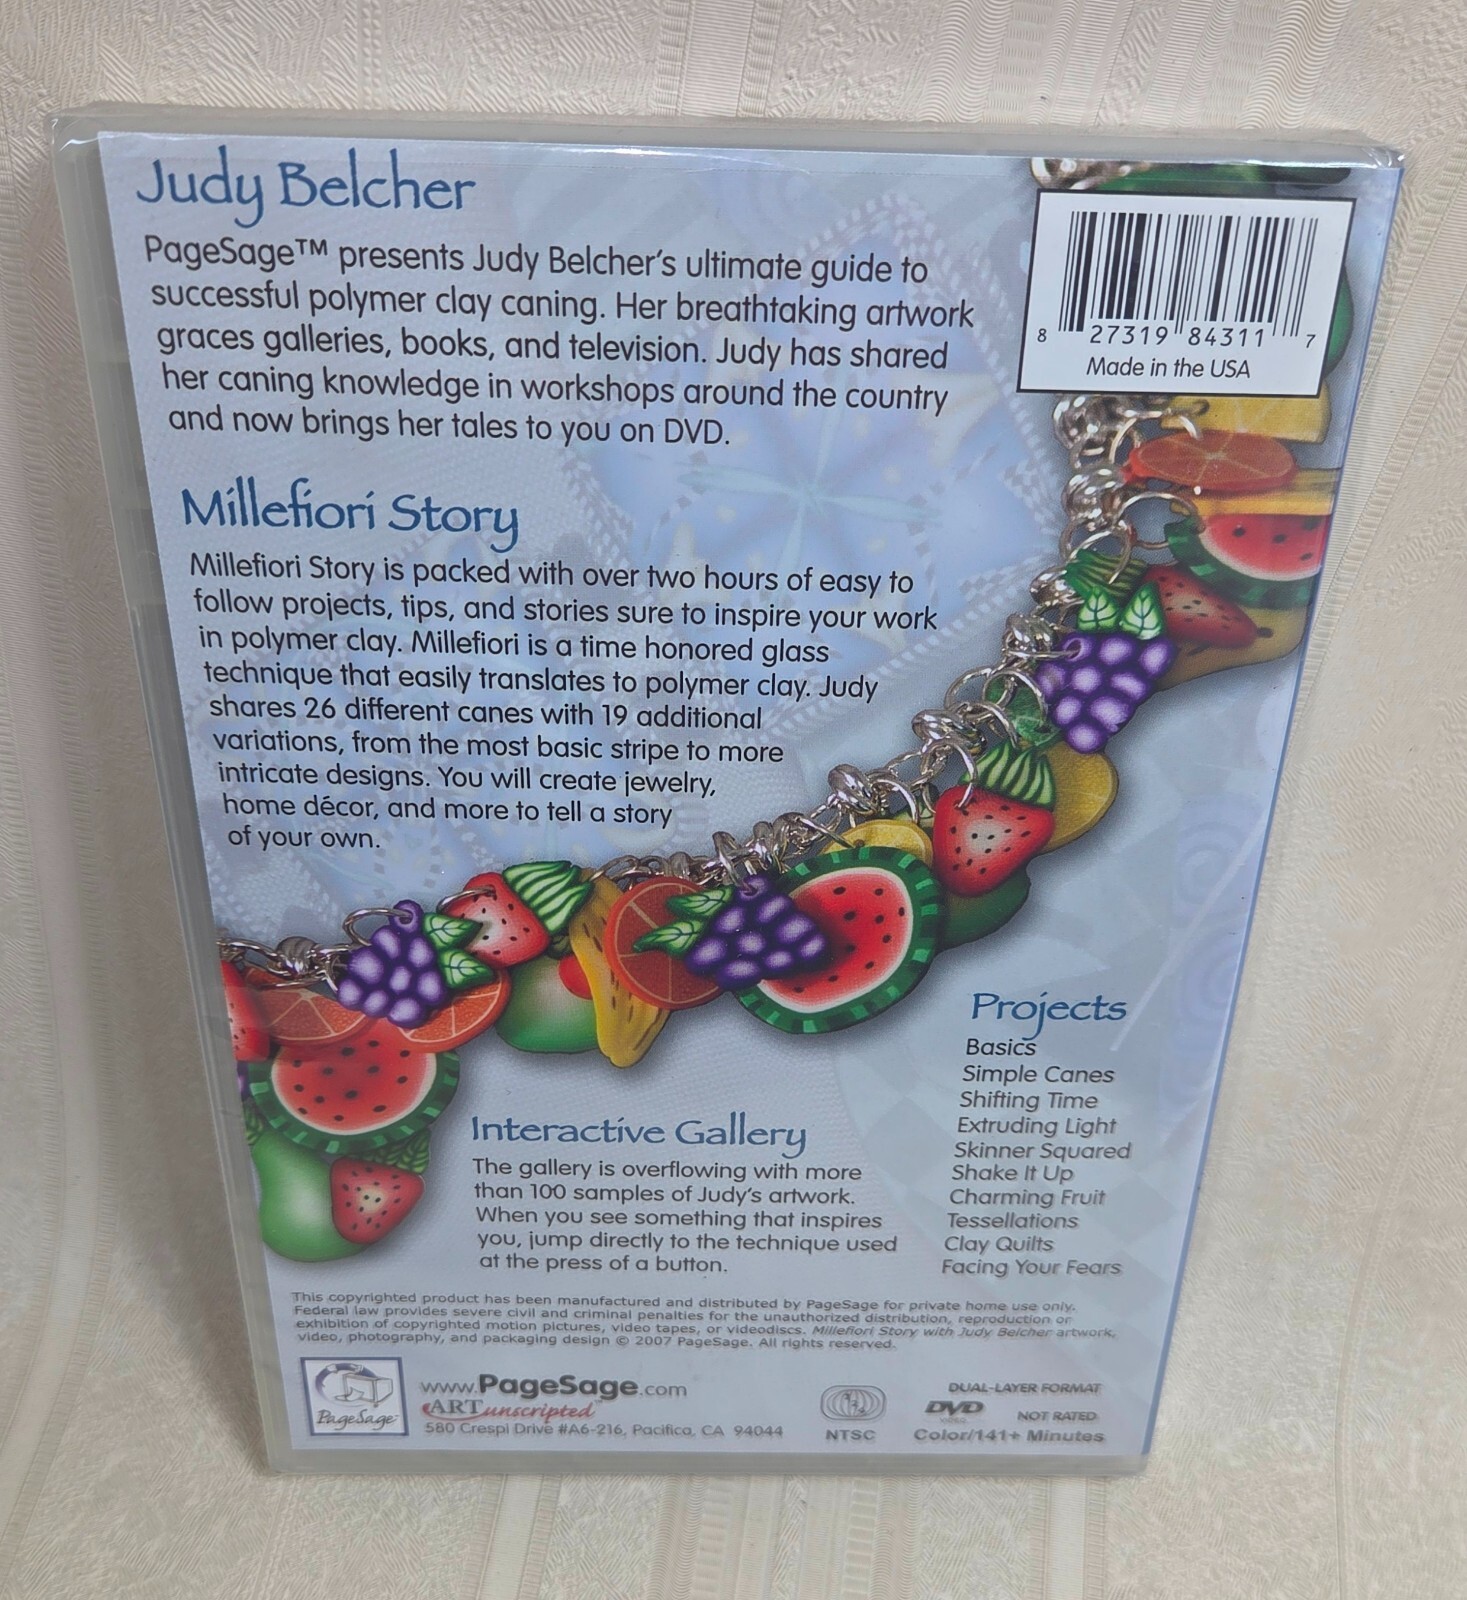 Judy Belcher
PageSage™ presents Judy Belcher's ultimate guide to
successful polymer clay caning. Her breathtaking artwork
graces galleries, books, and television. Judy has shared
her caning knowledge in workshops around the country
and now brings her tales to you on DVD.
8 27319 84311 7
Made in the USA
Millefiori Story
Millefiori Story is packed with over two hours of easy to
follow projects, tips, and stories sure to inspire your work
in polymer clay. Millefiori is a time honored glass
technique that easily translates to polymer clay. Judy
shares 26 different canes with 19 additional
variations, from the most basic stripe to more
intricate designs. You will create jewelry,
home décor, and more to tell a story
of your own.
Projects
Basics
Simple Canes
Shifting Time
Extruding Light
Skinner Squared
Shake It Up
Charming Fruit
Tessellations
Clay Quilts
Facing Your Fears
Interactive Gallery
The gallery is overflowing with more
than 100 samples of Judy's artwork.
When you see something that inspires
you, jump directly to the technique used
at the press of a button.
This copyrighted product has been manufactured and distributed by PageSage for private home use only.
Federal law provides severe civil and criminal penalties for the unauthorized distribution, reproduction or
exhibition of copyrighted motion pictures, video tapes, or videodiscs. Millefiori Story with Judy Belcher artwork,
video, photography, and packaging design © 2007 PageSage. All rights reserved.
PageSage
www.PageSage.com
ARTunscripted™
580 Crespi Drive #A6-216, Pacifica, CA 94044
NTSC
DUAL-LAYER FORMAT
DVD VIDEO
NOT RATED
Color/141+ Minutes